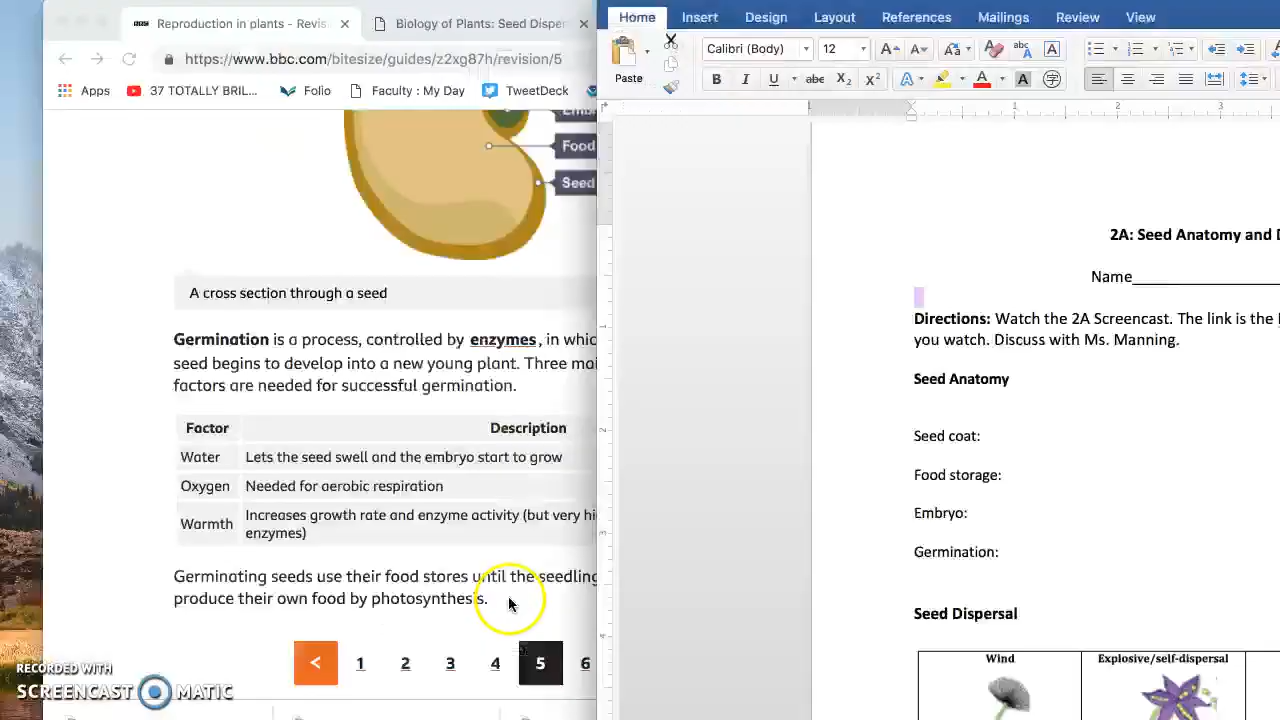 Reproduction in plants - Revis
Biology of Plants: Seed Disper
https://www.bbc.com/bitesize/guides/z2xg87h/revision/5
Apps
37 TOTALLY BRIL...
Folio
Faculty : My Day
TweetDeck
Food
Seed
A cross section through a seed
Germination is a process, controlled by enzymes, in whic
seed begins to develop into a new young plant. Three mai
factors are needed for successful germination.
Factor Description
Water Lets the seed swell and the embryo start to grow
Oxygen Needed for aerobic respiration
Warmth Increases growth rate and enzyme activity (but very hi
enzymes)
Germinating seeds use their food stores until the seedling
produce their own food by photosynthesis.
< 1 2 3 4 5 6
RECORDED WITH
SCREENCAST MATIC
Home Insert Design Layout References Mailings Review View
Paste
Calibri (Body) 12
B I U abc X2 X2 A A A
1 1 2 3
2A: Seed Anatomy and D
Name
Directions: Watch the 2A Screencast. The link is the
you watch. Discuss with Ms. Manning.
Seed Anatomy
Seed coat:
Food storage:
Embryo:
Germination:
Seed Dispersal
Wind Explosive/self-dispersal